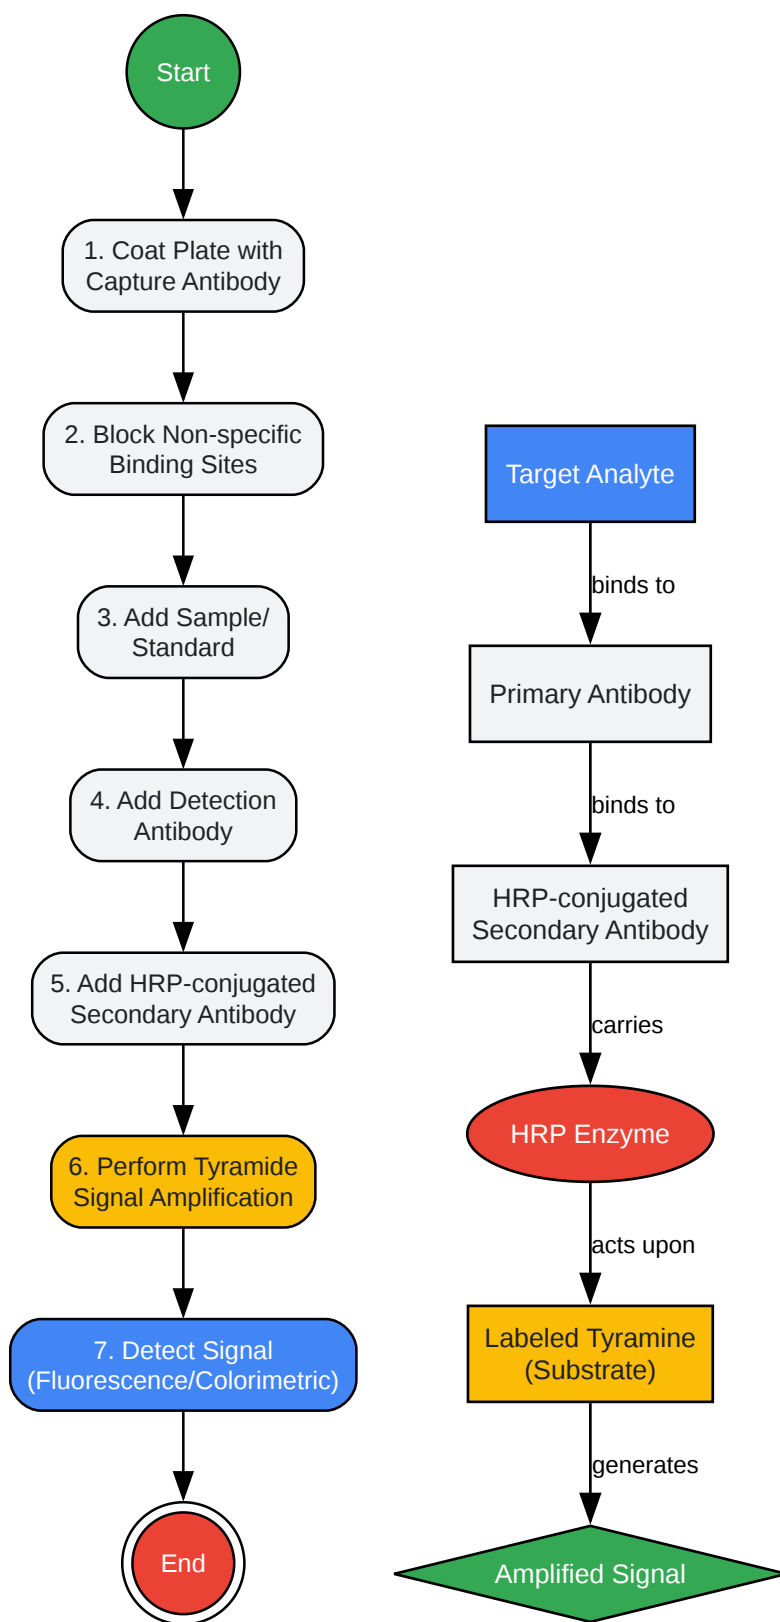 Start
1. Coat Plate with
Capture Antibody
2. Block Non-specific
Binding Sites
3. Add Sample/
Standard
4. Add Detection
Antibody
5. Add HRP-conjugated
Secondary Antibody
6. Perform Tyramide
Signal Amplification
7. Detect Signal
(Fluorescence/Colorimetric)
End
Target Analyte
binds to
Primary Antibody
binds to
HRP-conjugated
Secondary Antibody
carries
HRP Enzyme
acts upon
Labeled Tyramine
(Substrate)
generates
Amplified Signal